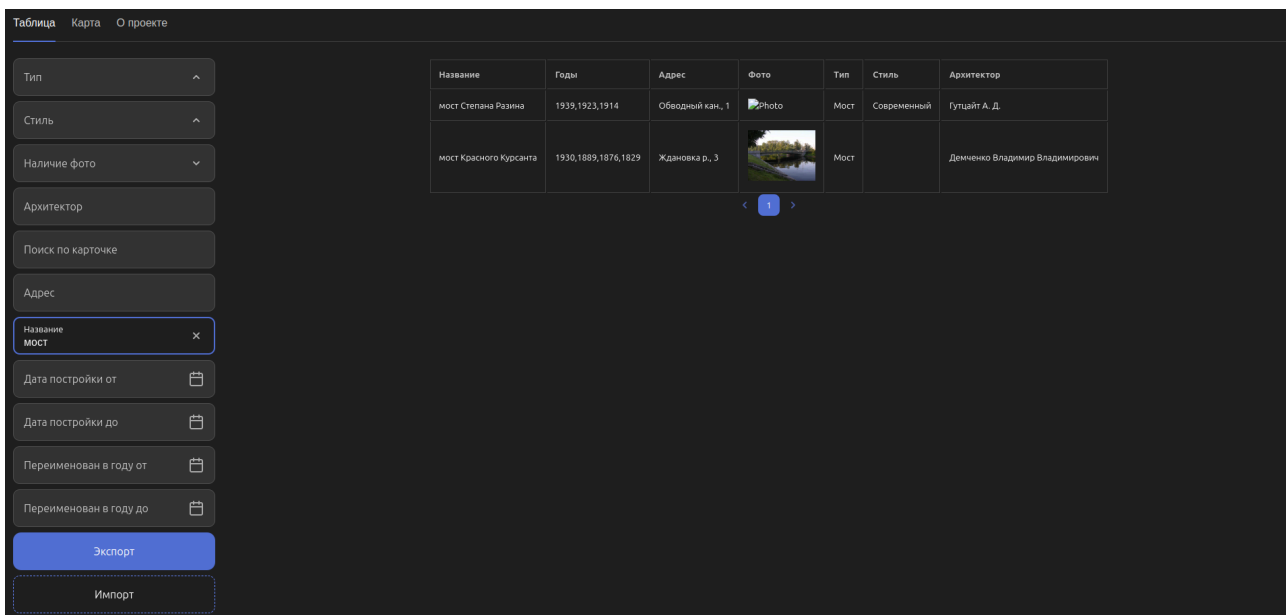 Таблица Карта О проекте
Тип
Стиль
Наличие фото
Архитектор
Поиск по карточке
Адрес
Название
мост
Дата постройки от
Дата постройки до
Переименован в году от
Переименован в году до
Экспорт
Импорт
Название Годы Адрес Фото Тип Стиль Архитектор
мост Степана Разина 1939,1923,1914 Обводный кан., 1 Photo Мост Современный Гутцайт А. Д.
мост Красного Курсанта 1930,1889,1876,1829 Ждановка р., 3 Мост Демченко Владимир Владимирович
1